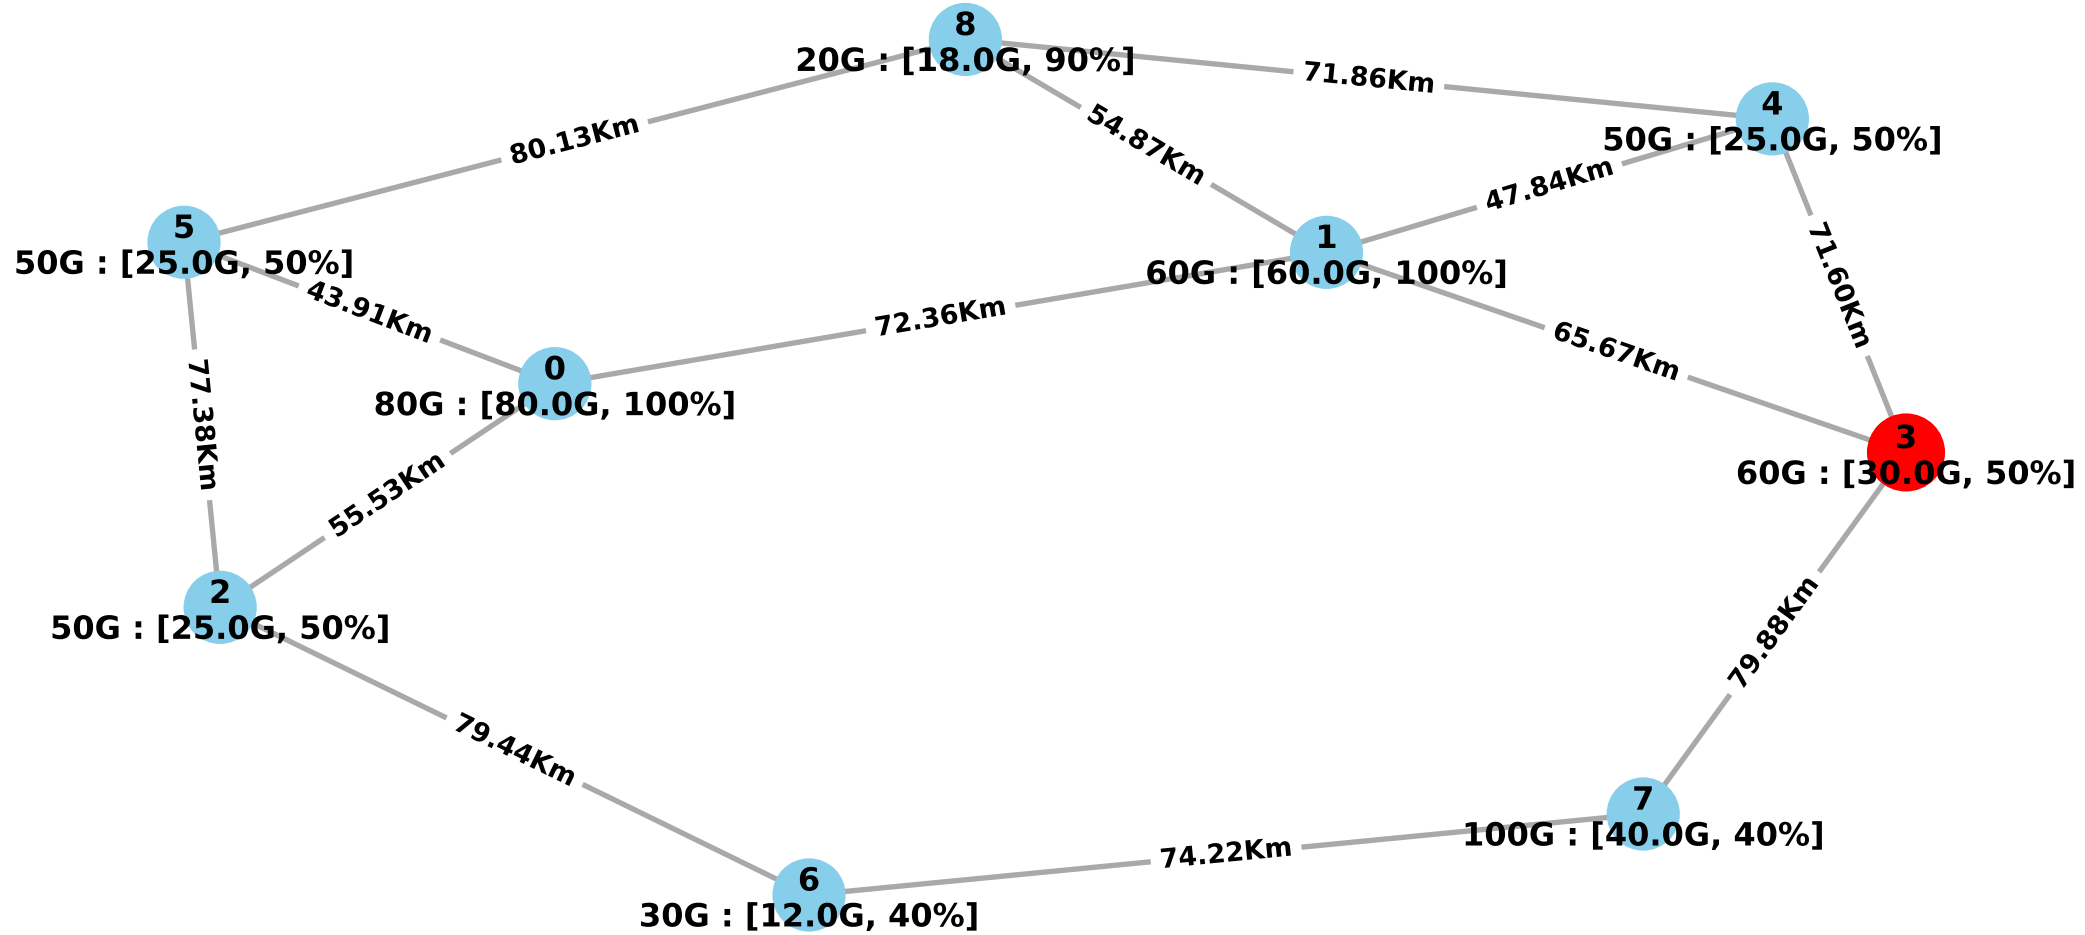 8
20G : [18.0G, 90%]
71.86Km
4
50G : [25.0G, 50%]
80.13Km
54.87Km
47.84Km
5
50G : [25.0G, 50%]
1
60G : [60.0G, 100%]
43.91Km
72.36Km
71.60Km
65.67Km
0
80G : [80.0G, 100%]
77.38Km
3
60G : [30.0G, 50%]
55.53Km
2
50G : [25.0G, 50%]
79.88Km
79.44Km
7
100G : [40.0G, 40%]
74.22Km
6
30G : [12.0G, 40%]